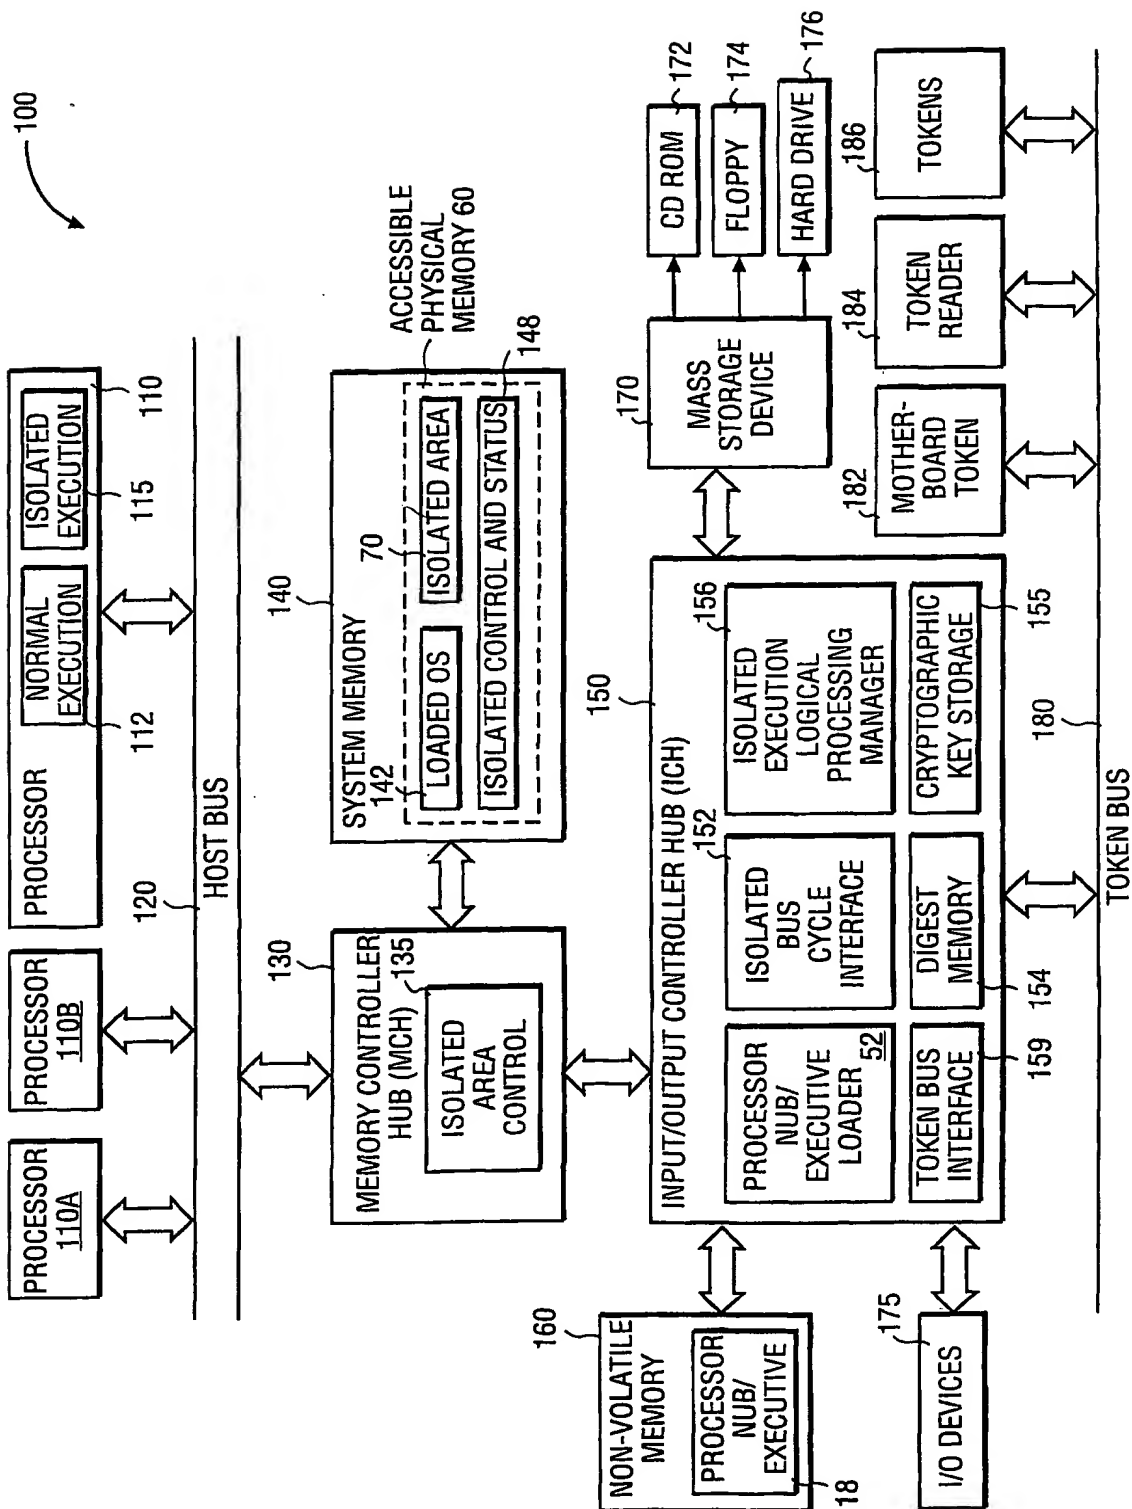 100
PROCESSOR
110A
PROCESSOR
110B
PROCESSOR
NORMAL
EXECUTION
112
ISOLATED
EXECUTION
115
110
120
HOST BUS
130
MEMORY CONTROLLER
HUB (MCH)
135
ISOLATED
AREA
CONTROL
140
SYSTEM MEMORY
142
LOADED OS
70
ISOLATED AREA
ISOLATED CONTROL AND STATUS
148
ACCESSIBLE
PHYSICAL
MEMORY 60
160
NON-VOLATILE
MEMORY
PROCESSOR
NUB/
EXECUTIVE
18
175
I/O DEVICES
150
INPUT/OUTPUT CONTROLLER HUB (ICH)
PROCESSOR
NUB/
EXECUTIVE
LOADER
52
152
ISOLATED
BUS
CYCLE
INTERFACE
156
ISOLATED
EXECUTION
LOGICAL
PROCESSING
MANAGER
TOKEN BUS
INTERFACE
159
DIGEST
MEMORY
154
CRYPTOGRAPHIC
KEY STORAGE
155
170
MASS
STORAGE
DEVICE
CD ROM
172
FLOPPY
174
HARD DRIVE
176
182
MOTHER-
BOARD
TOKEN
184
TOKEN
READER
186
TOKENS
180
TOKEN BUS